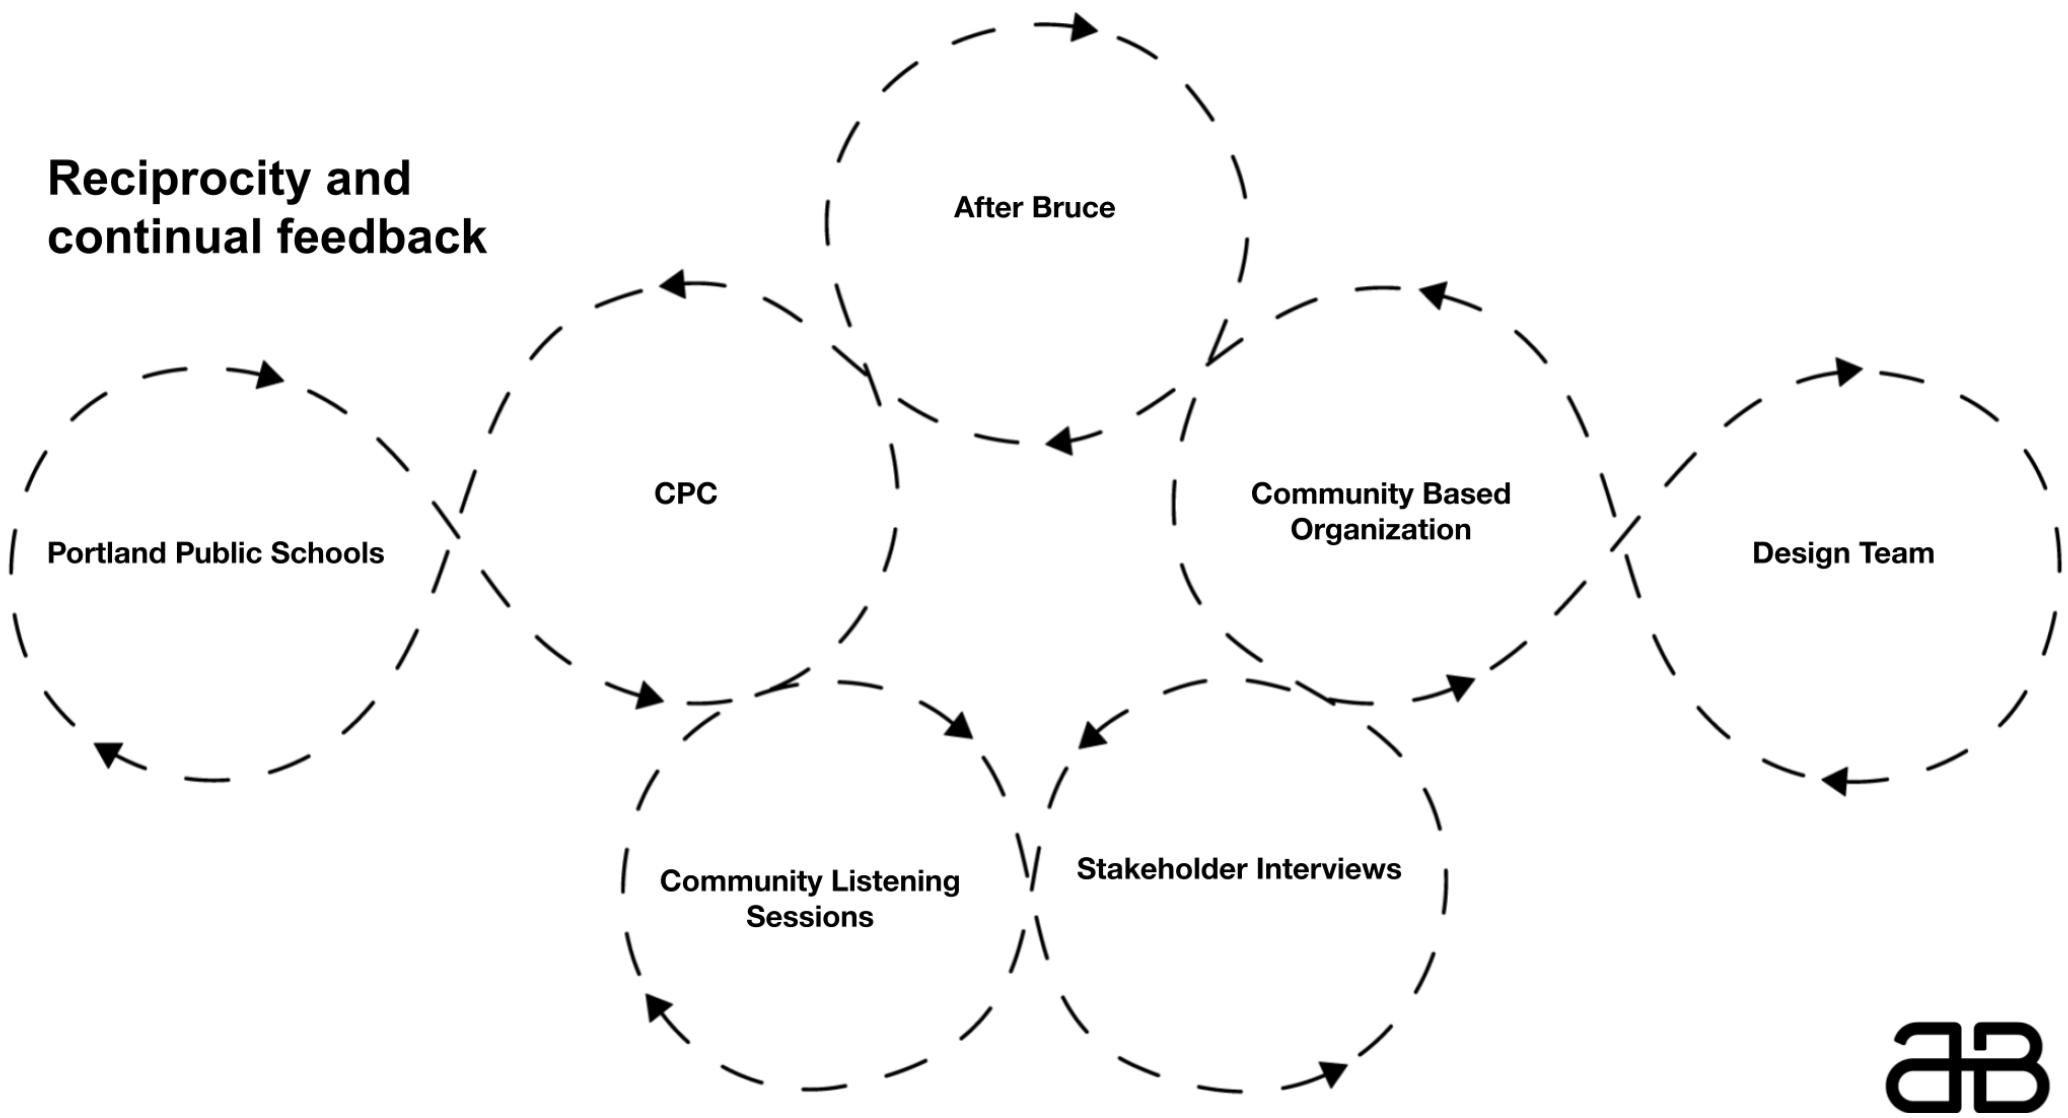 Reciprocity and
continual feedback
After Bruce
CPC
Community Based
Organization
Portland Public Schools
Design Team
Community Listening
Sessions
Stakeholder Interviews
aB